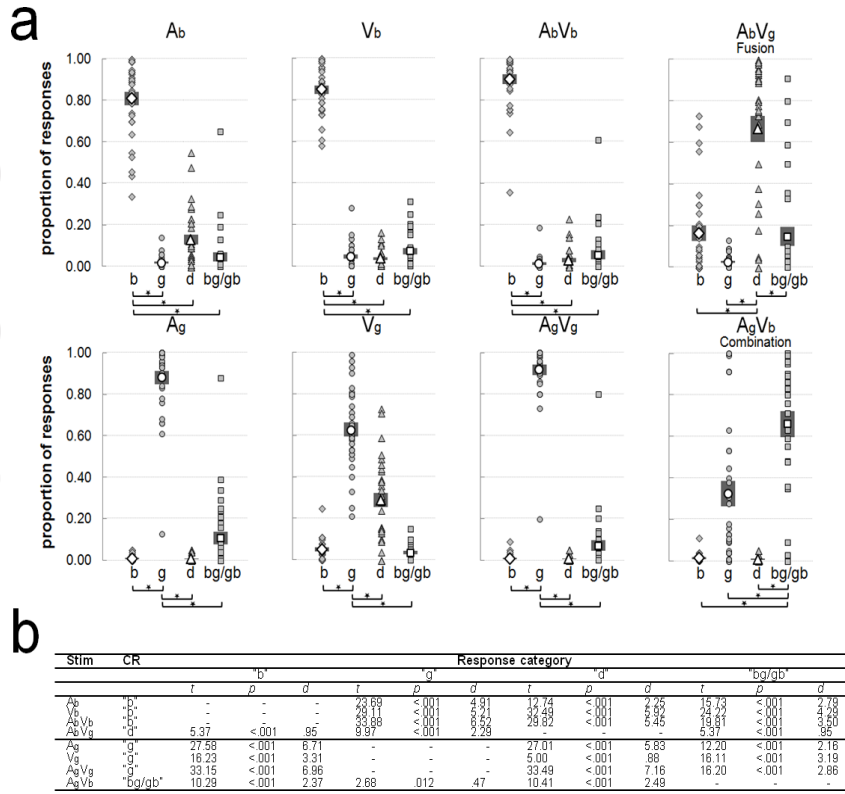 a
Ab Vb AbVb AbVg
Fusion
proportion of responses
1.00
0.80
0.60
0.40
0.20
0.00
b g d bg/gb b g d bg/gb b g d bg/gb b g d bg/gb
* * * * * * * * * * * *
Ag Vg AgVg AgVb
Combination
proportion of responses
1.00
0.80
0.60
0.40
0.20
0.00
b g d bg/gb b g d bg/gb b g d bg/gb b g d bg/gb
* * * * * * * * * * * *
b
Stim CR Response category
"b" "g" "d" "bg/gb"
t p d t p d t p d t p d
Ab "b" - - - 23.69 <.001 4.91 12.74 <.001 2.25 15.73 <.001 2.79
Vb "b" - - - 29.11 <.001 5.21 32.49 <.001 5.92 24.22 <.001 4.29
AbVb "b" - - - 33.88 <.001 8.52 29.82 <.001 5.45 19.81 <.001 3.50
AbVg "d" 5.37 <.001 .95 9.97 <.001 2.29 - - - 5.37 <.001 .95
Ag "g" 27.58 <.001 6.71 - - - 27.01 <.001 5.83 12.20 <.001 2.16
Vg "g" 16.23 <.001 3.31 - - - 5.00 <.001 .88 16.11 <.001 3.19
AgVg "g" 33.15 <.001 6.96 - - - 33.49 <.001 7.16 16.20 <.001 2.86
AgVb "bg/gb" 10.29 <.001 2.37 2.68 .012 .47 10.41 <.001 2.49 - - -